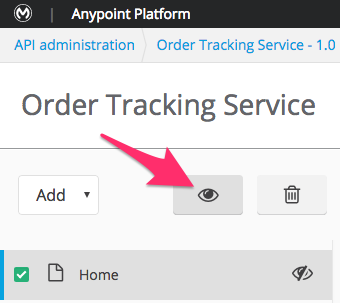 Anypoint Platform
API administration Order Tracking Service - 1.0
Order Tracking Service
Add
Home